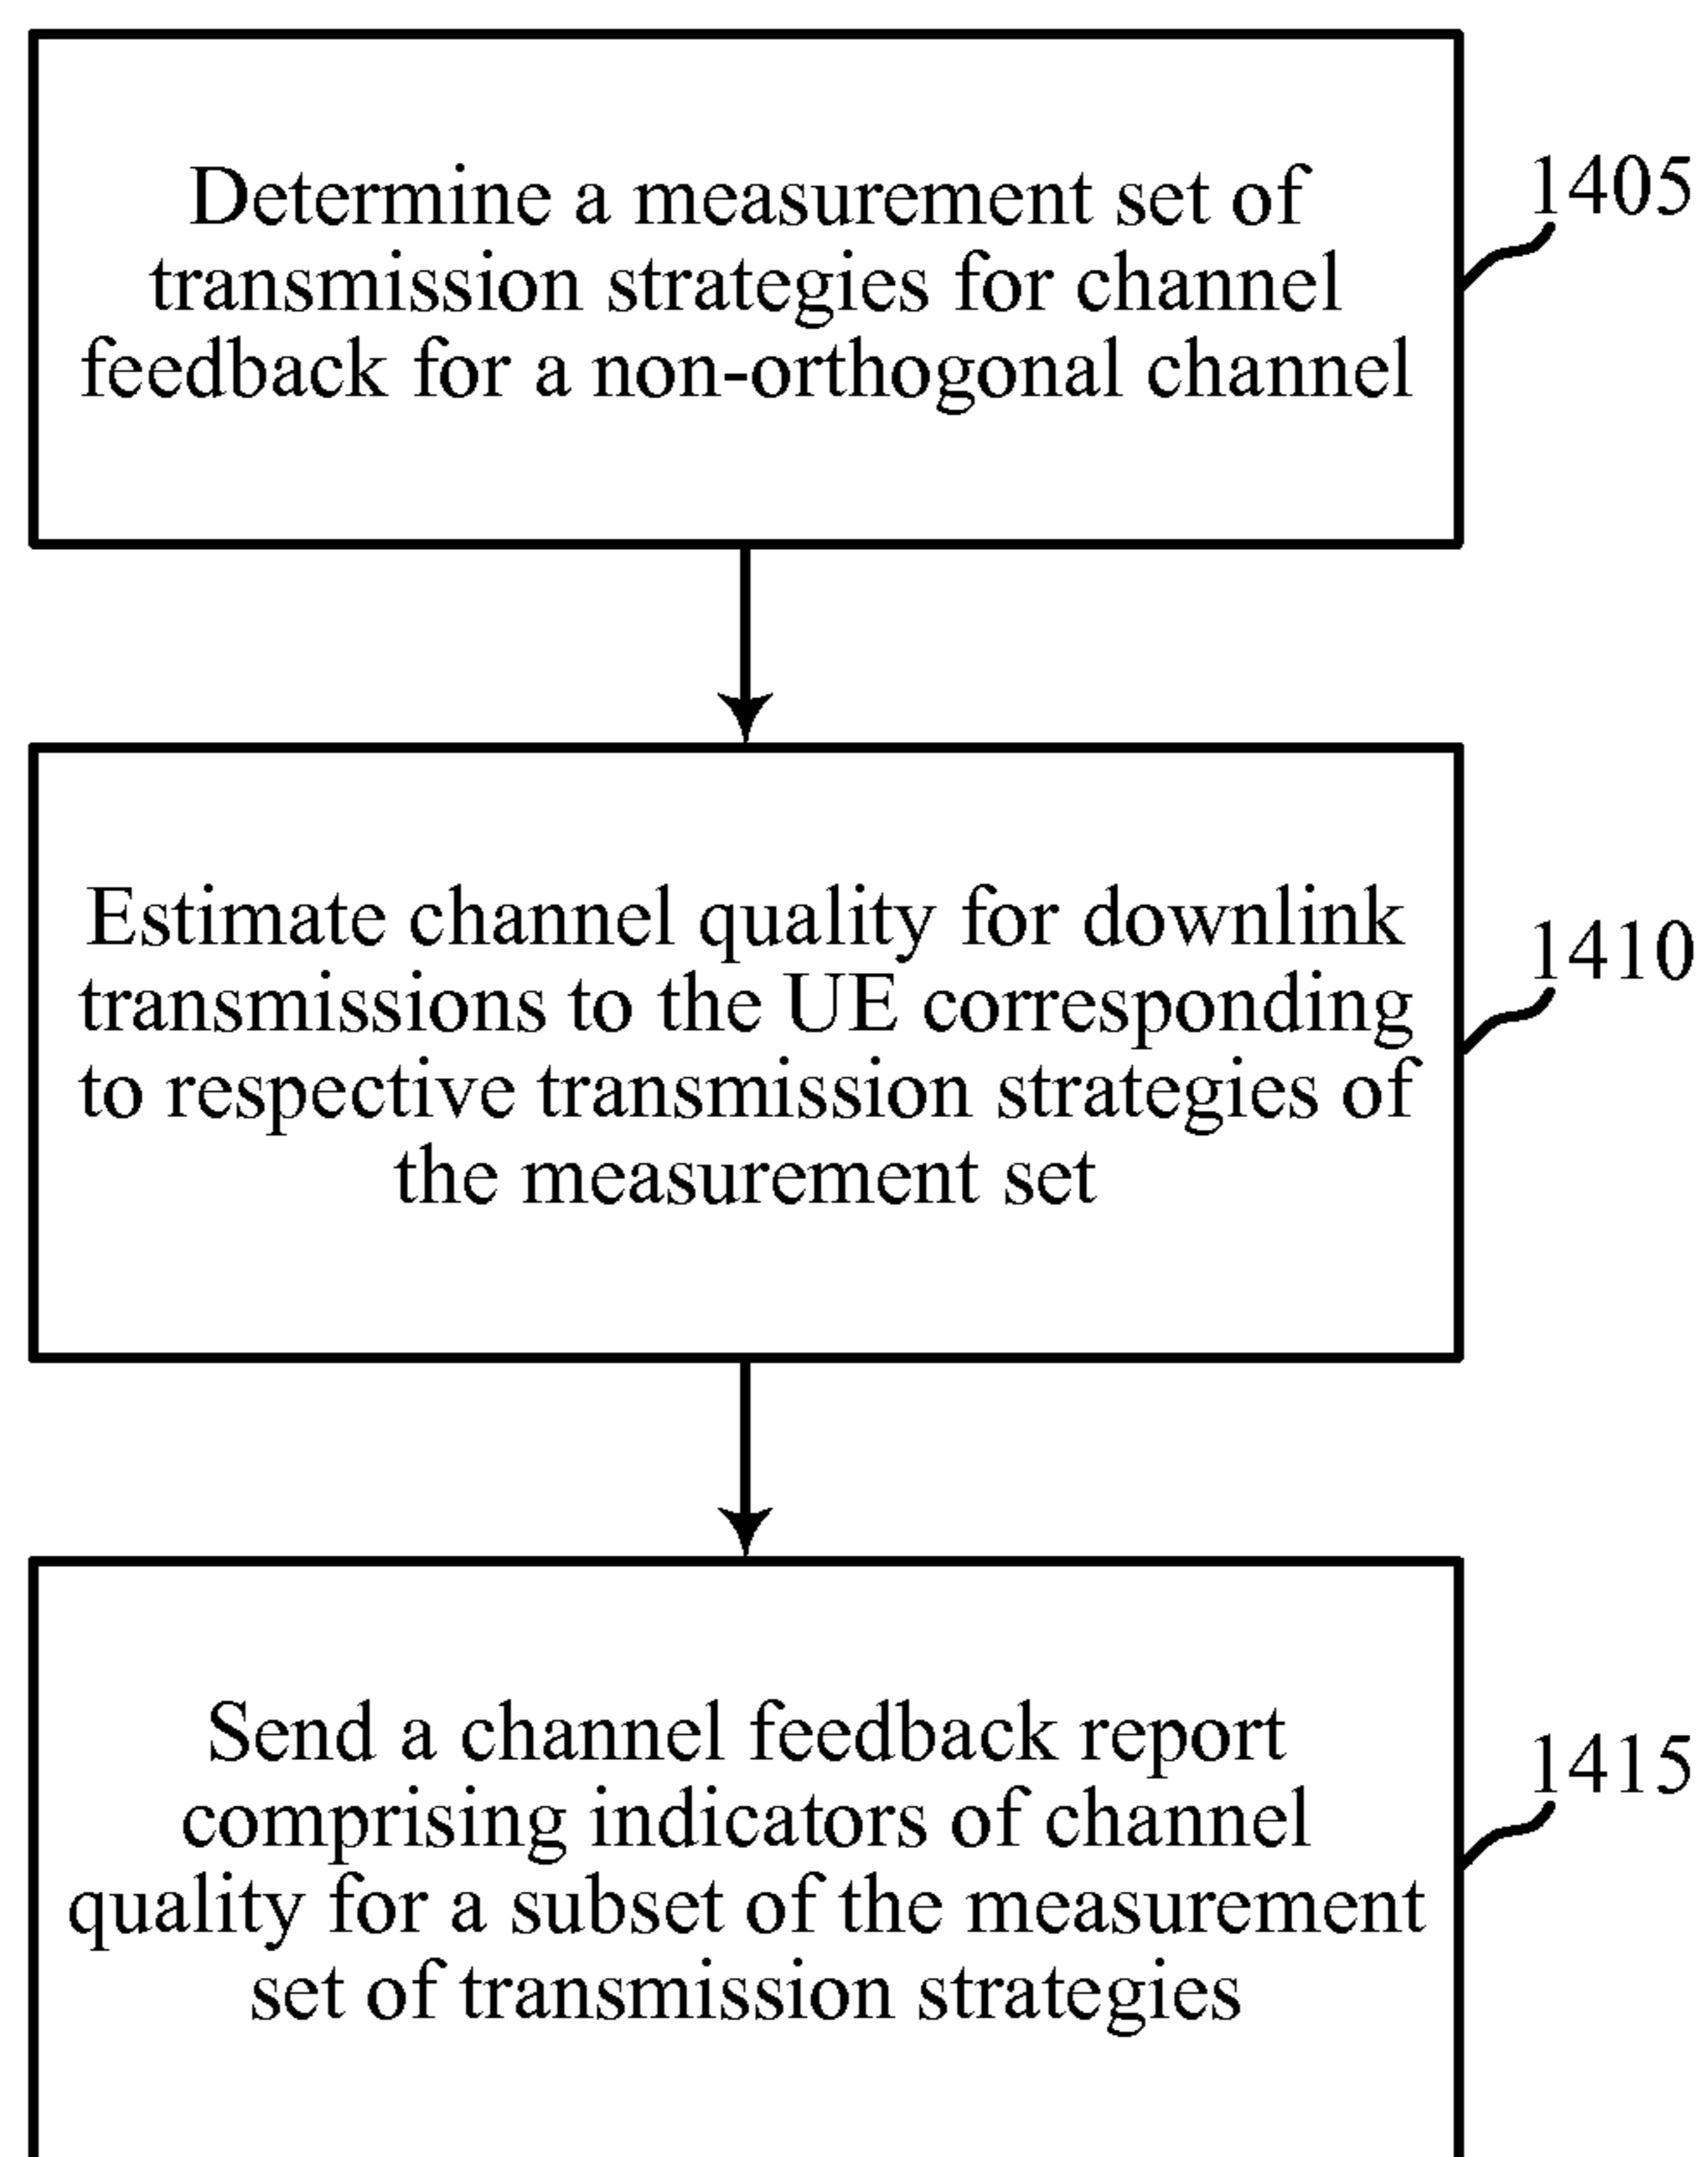 Determine a measurement set of
transmission strategies for channel
feedback for a non-orthogonal channel
1405
Estimate channel quality for downlink
transmissions to the UE corresponding
to respective transmission strategies of
the measurement set
1410
Send a channel feedback report
comprising indicators of channel
quality for a subset of the measurement
set of transmission strategies
1415